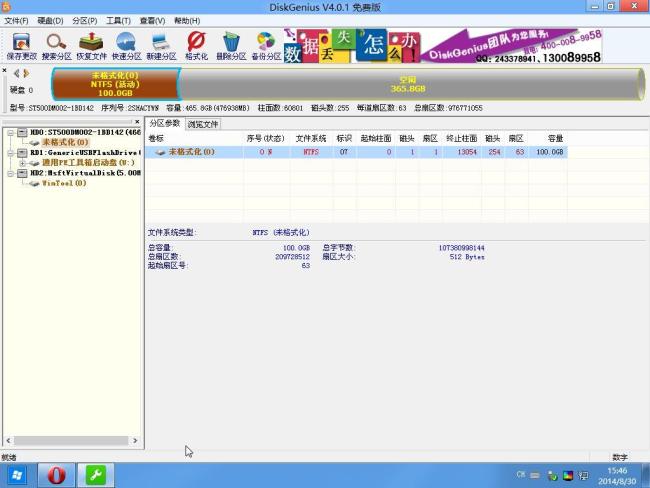 DiskGenius V4.0.1 免费版
文件(F) 硬盘(D) 分区(P) 工具(T) 查看(V) 帮助(H)
保存更改 搜索分区 恢复文件 快速分区 新建分区 格式化 删除分区 备份分区
数据丢失怎么办!
DiskGenius团队为您服务!
电话:400-008-9958
QQ: 243378941、130089958
硬盘 0
未格式化(0)
NTFS (活动)
100.0GB
空闲
365.8GB
型号:ST500DM002-1BD142 序列号:2SHACYWN 容量:465.8GB(476938MB) 柱面数:60801 磁头数:255 每道扇区数:63 总扇区数:976771055
HD0:ST500DM002-1BD142(466
未格式化(0)
RD1:GenericUSBFlashDrive(
通用PE工具箱启动盘(U:)
HD2:MsftVirtualDisk(5.00M
WimTool(0)
分区参数 浏览文件
卷标 序号(状态) 文件系统 标识 起始柱面 磁头 扇区 终止柱面 磁头 扇区 容量
未格式化(0) 0 N NTFS 07 0 1 1 13054 254 63 100.0GB
文件系统类型: NTFS (未格式化)
总容量: 100.0GB 总字节数: 107380998144
总扇区数: 209728512 扇区大小: 512 Bytes
起始扇区号: 63
就绪 数字
CH
15:46
2014/8/30